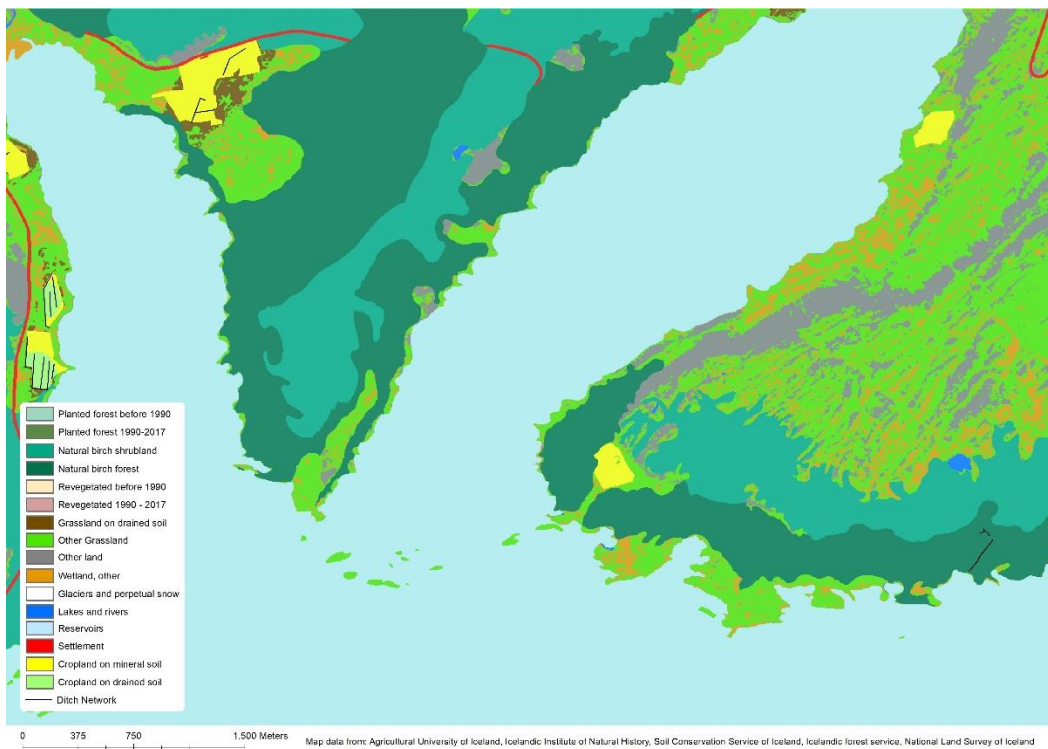 Planted forest before 1990
Planted forest 1990-2017
Natural birch shrubland
Natural birch forest
Revegetated before 1990
Revegetated 1990 - 2017
Grassland on drained soil
Other Grassland
Other land
Wetland, other
Glaciers and perpetual snow
Lakes and rivers
Reservoirs
Settlement
Cropland on mineral soil
Cropland on drained soil
Ditch Network
0 375 750 1.500 Meters
Map data from: Agricultural University of Iceland, Icelandic Institute of Natural History, Soil Conservation Service of Iceland, Icelandic forest service, National Land Survey of Iceland